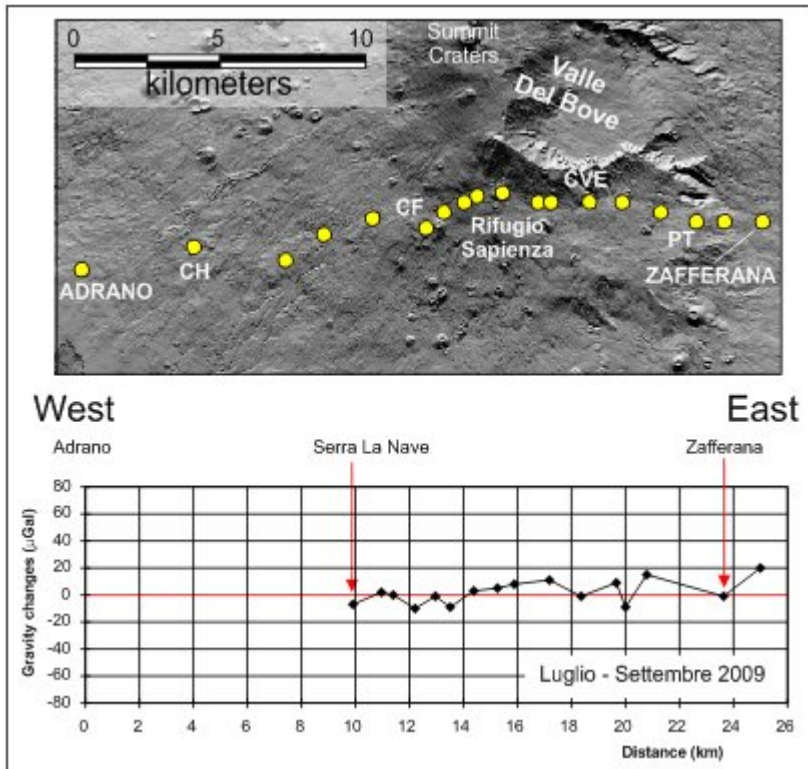 0 5 10
kilometers
Summit
Craters
Valle
Del Bove
CVE
CF
Rifugio
Sapienza
CH
PT
ADRANO
ZAFFERANA
West East
Adrano Serra La Nave Zafferana
80
60
40
20
0
-20
-40
-60
-80
Gravity changes (μGal)
Luglio - Settembre 2009
0 2 4 6 8 10 12 14 16 18 20 22 24 26
Distance (km)